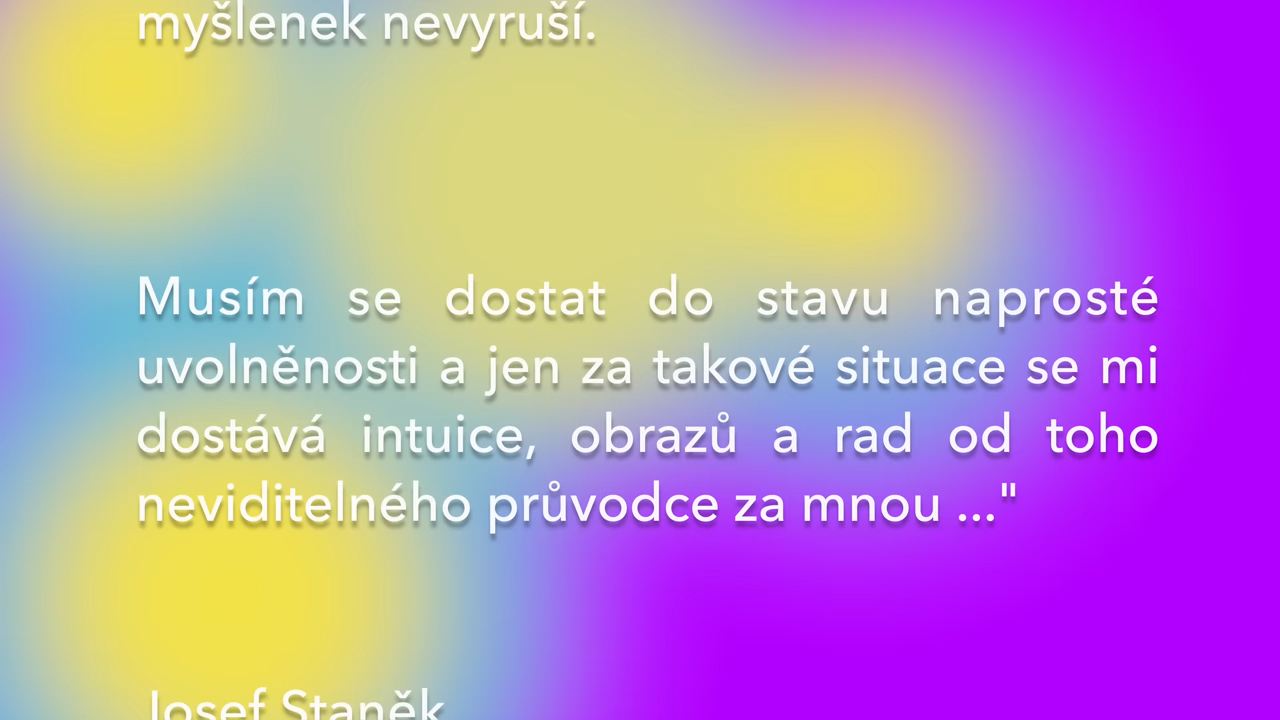 myšlenek nevyruší.
Musím se dostat do stavu naprosté
uvolněnosti a jen za takové situace se mi
dostává intuice, obrazů a rad od toho
neviditelného průvodce za mnou ..."
Josef Staněk